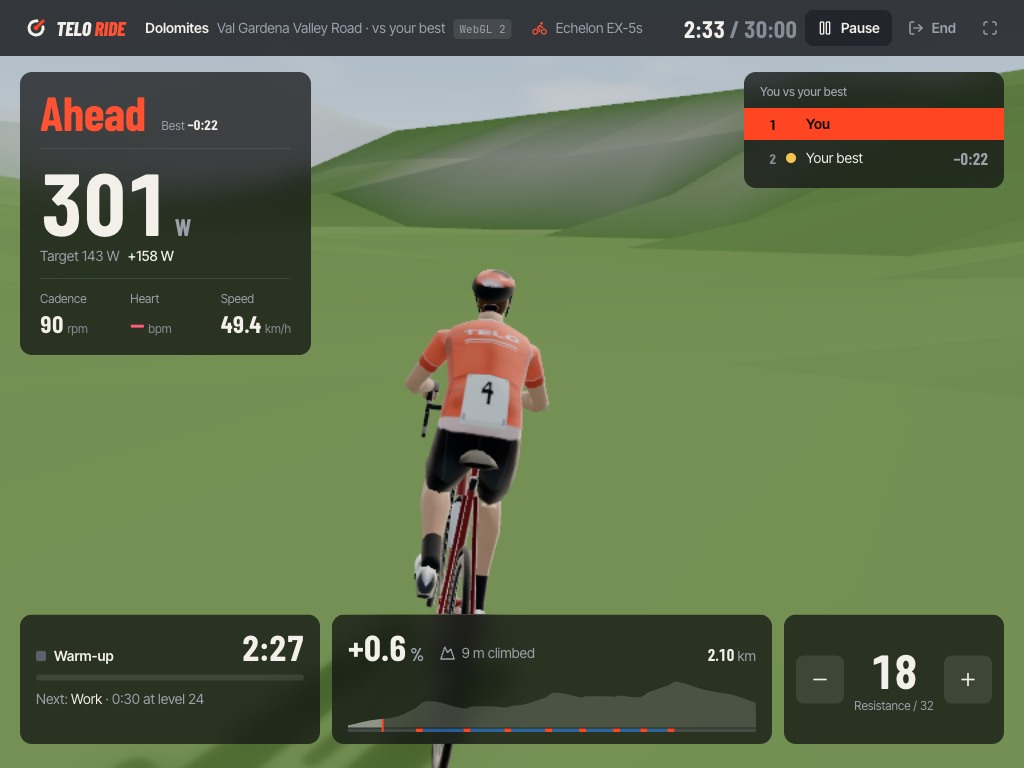 TELO RIDE
Dolomites Val Gardena Valley Road · vs your best WebGL 2 Echelon EX-5s 2:33 / 30:00 Pause End
Ahead Best −0:22
301 W
Target 143 W +158 W
Cadence Heart Speed
90 rpm — bpm 49.4 km/h
You vs your best
1 You
2 Your best −0:22
TELO
4
Warm-up 2:27
Next: Work · 0:30 at level 24
+0.6 % 9 m climbed 2.10 km
− 18 +
Resistance / 32